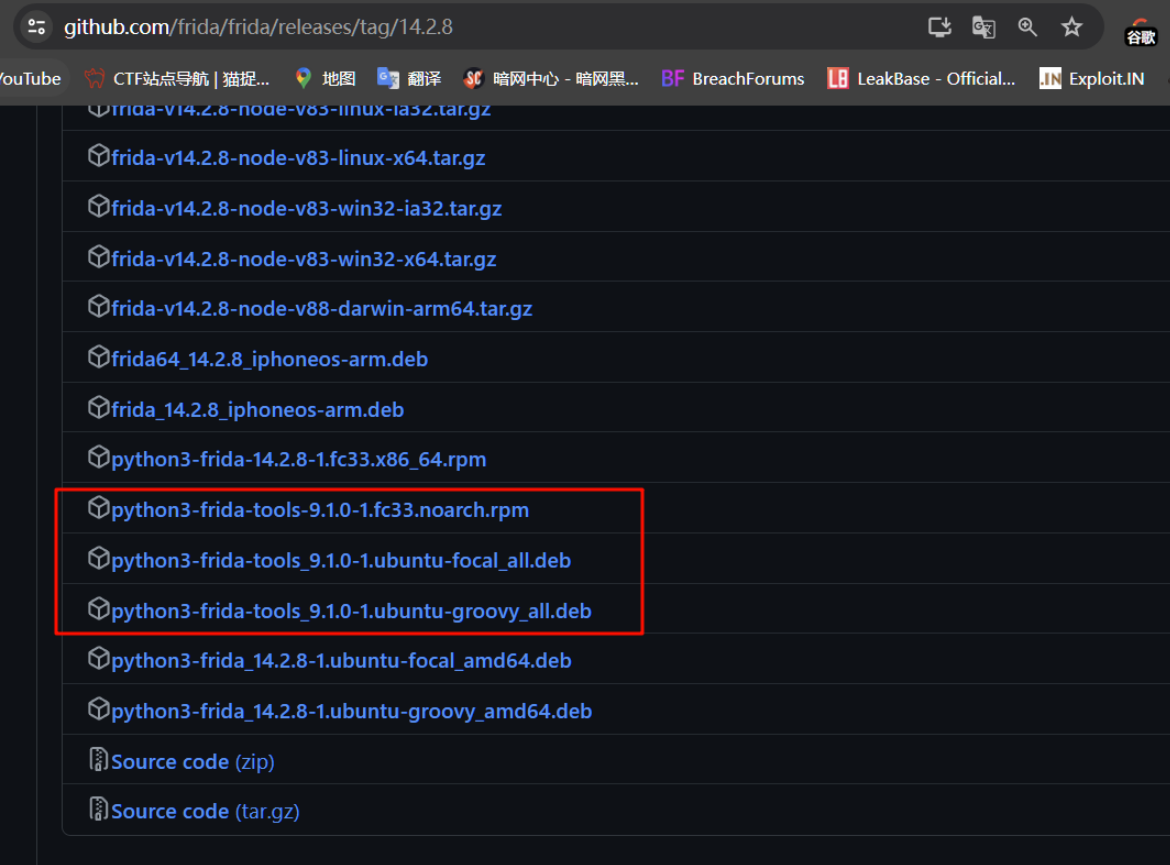 github.com/frida/frida/releases/tag/14.2.8
谷歌
YouTube CTF站点导航 | 猫捉... 地图 翻译 暗网中心 - 暗网黑... BF BreachForums LB LeakBase - Official... .IN Exploit.IN
frida-v14.2.8-node-v83-linux-ia32.tar.gz
frida-v14.2.8-node-v83-linux-x64.tar.gz
frida-v14.2.8-node-v83-win32-ia32.tar.gz
frida-v14.2.8-node-v83-win32-x64.tar.gz
frida-v14.2.8-node-v88-darwin-arm64.tar.gz
frida64_14.2.8_iphoneos-arm.deb
frida_14.2.8_iphoneos-arm.deb
python3-frida-14.2.8-1.fc33.x86_64.rpm
python3-frida-tools-9.1.0-1.fc33.noarch.rpm
python3-frida-tools_9.1.0-1.ubuntu-focal_all.deb
python3-frida-tools_9.1.0-1.ubuntu-groovy_all.deb
python3-frida_14.2.8-1.ubuntu-focal_amd64.deb
python3-frida_14.2.8-1.ubuntu-groovy_amd64.deb
Source code (zip)
Source code (tar.gz)